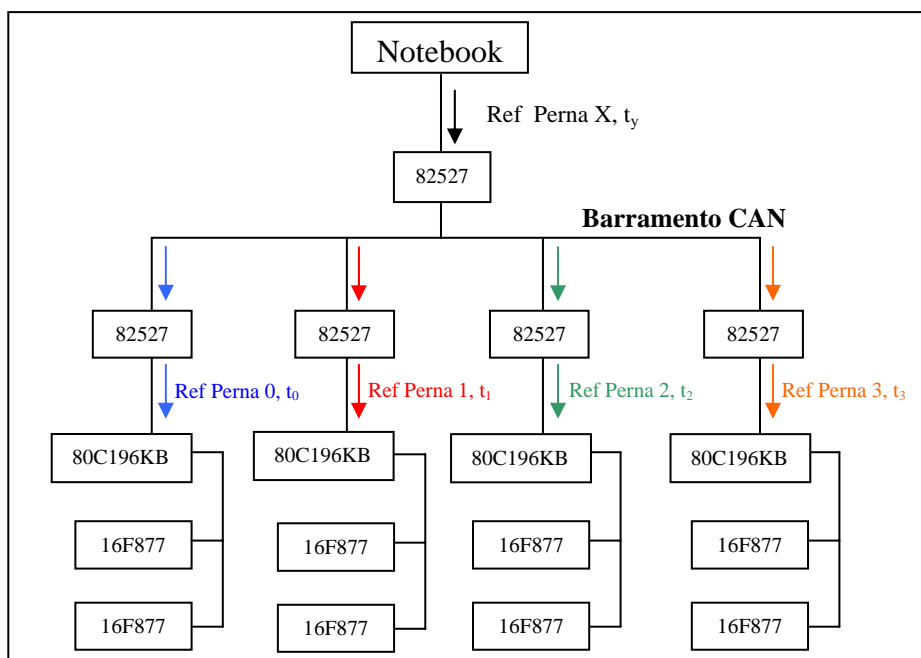 Notebook
Ref Perna X, t_y
82527
Barramento CAN
82527 82527 82527 82527
Ref Perna 0, t₀ Ref Perna 1, t₁ Ref Perna 2, t₂ Ref Perna 3, t₃
80C196KB 80C196KB 80C196KB 80C196KB
16F877 16F877 16F877 16F877
16F877 16F877 16F877 16F877